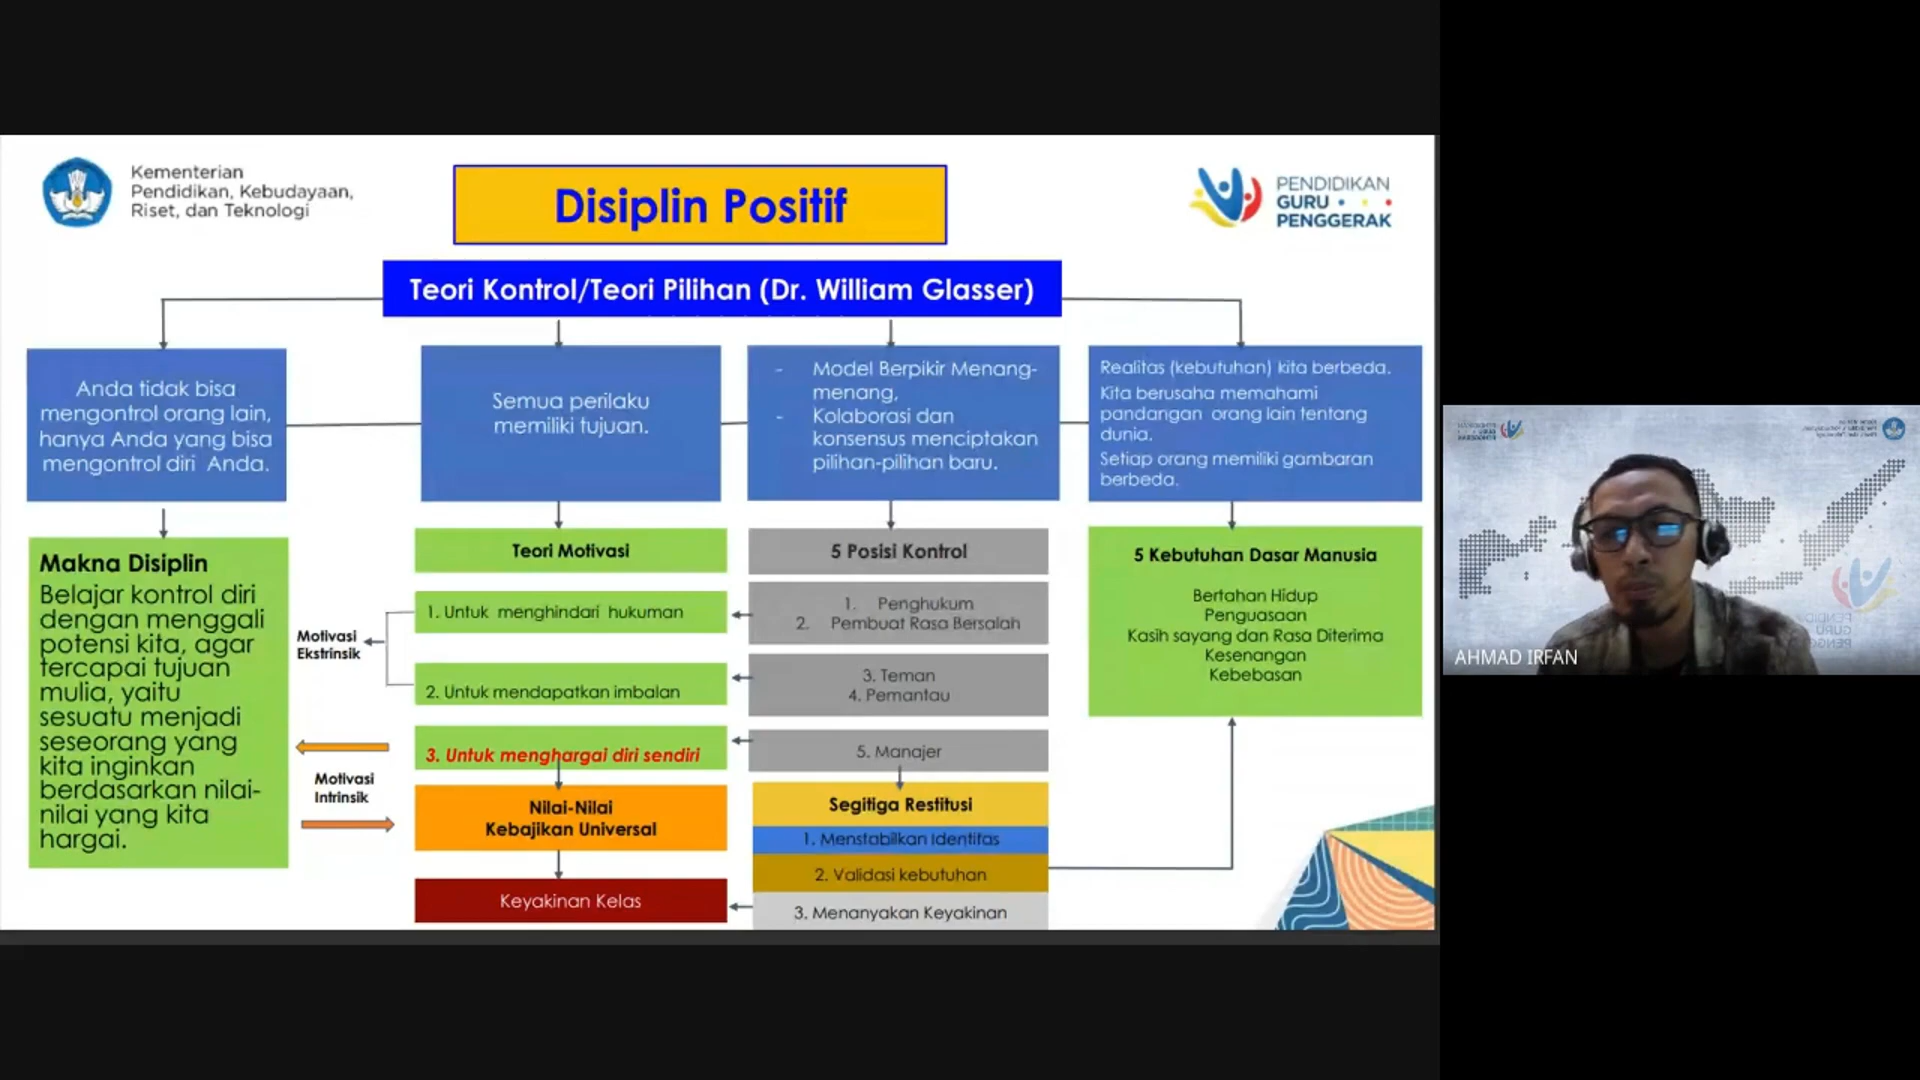 Kementerian
Pendidikan, Kebudayaan,
Riset, dan Teknologi
Disiplin Positif
PENDIDIKAN
GURU
PENGGERAK
Teori Kontrol/Teori Pilihan (Dr. William Glasser)
Anda tidak bisa
mengontrol orang lain,
hanya Anda yang bisa
mengontrol diri Anda.
Semua perilaku
memiliki tujuan.
- Model Berpikir Menang-
menang,
- Kolaborasi dan
konsensus menciptakan
pilihan-pilihan baru.
Realitas (kebutuhan) kita berbeda.
Kita berusaha memahami
pandangan orang lain tentang
dunia.
Setiap orang memiliki gambaran
berbeda.
Makna Disiplin
Belajar kontrol diri
dengan menggali
potensi kita, agar
tercapai tujuan
mulia, yaitu
sesuatu menjadi
seseorang yang
kita inginkan
berdasarkan nilai-
nilai yang kita
hargai.
Motivasi
Ekstrinsik
Motivasi
Intrinsik
Teori Motivasi
1. Untuk menghindari hukuman
2. Untuk mendapatkan imbalan
3. Untuk menghargai diri sendiri
Nilai-Nilai
Kebajikan Universal
Keyakinan Kelas
5 Posisi Kontrol
1. Penghukum
2. Pembuat Rasa Bersalah
3. Teman
4. Pemantau
5. Manajer
Segitiga Restitusi
1. Menstabilkan Identitas
2. Validasi kebutuhan
3. Menanyakan Keyakinan
5 Kebutuhan Dasar Manusia
Bertahan Hidup
Penguasaan
Kasih sayang dan Rasa Diterima
Kesenangan
Kebebasan
AHMAD IRFAN